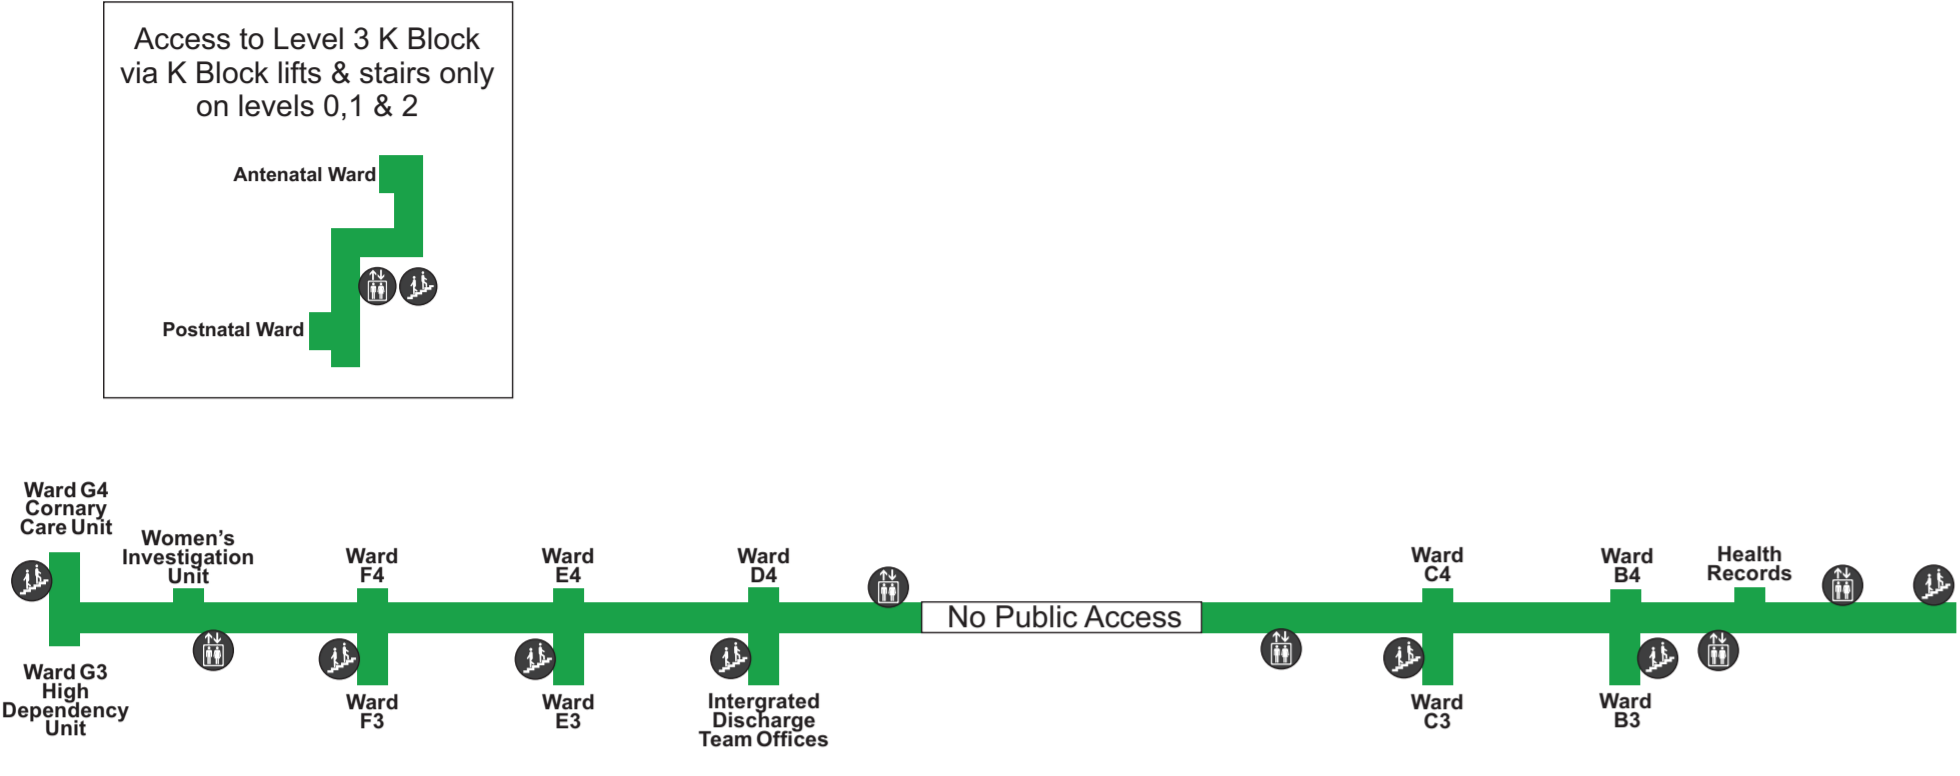 Access to Level 3 K Block
via K Block lifts & stairs only
on levels 0,1 & 2
Antenatal Ward
Postnatal Ward
Ward G4
Cornary
Care Unit
Women's
Investigation
Unit
Ward
F4
Ward
E4
Ward
D4
Ward
C4
Ward
B4
Health
Records
No Public Access
Ward G3
High
Dependency
Unit
Ward
F3
Ward
E3
Intergrated
Discharge
Team Offices
Ward
C3
Ward
B3